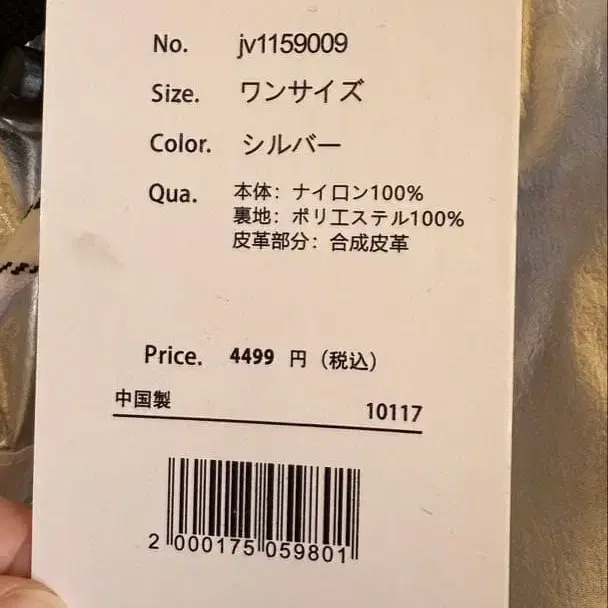 No. jv1159009
Size. ワンサイズ
Color. シルバー
Qua. 本体：ナイロン100%
裏地：ポリエステル100%
皮革部分：合成皮革
Price. 4499 円（税込）
中国製 10117
2 000175 059801